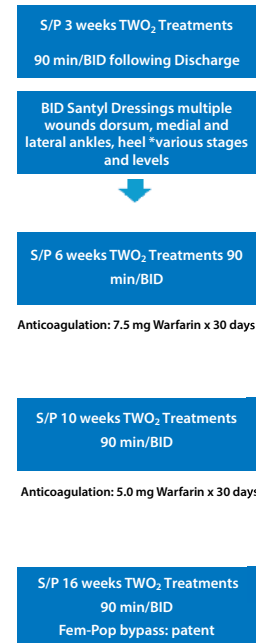 S/P 3 weeks TWO₂ Treatments
90 min/BID following Discharge
BID Santyl Dressings multiple
wounds dorsum, medial and
lateral ankles, heel *various stages
and levels
S/P 6 weeks TWO₂ Treatments 90
min/BID
Anticoagulation: 7.5 mg Warfarin x 30 days
S/P 10 weeks TWO₂ Treatments
90 min/BID
Anticoagulation: 5.0 mg Warfarin x 30 days
S/P 16 weeks TWO₂ Treatments
90 min/BID
Fem-Pop bypass: patent